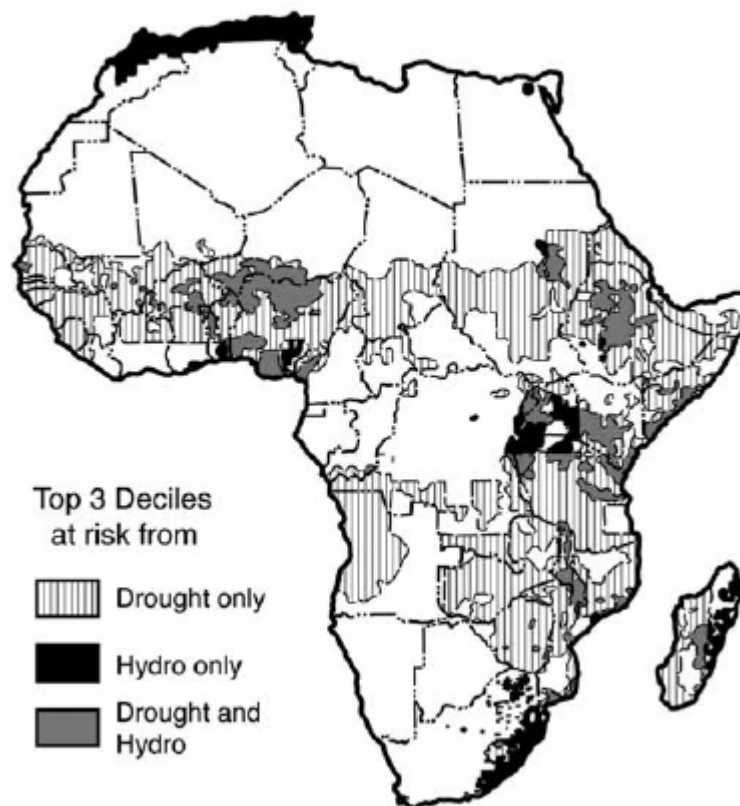 Top 3 Deciles
at risk from
Drought only
Hydro only
Drought and
Hydro